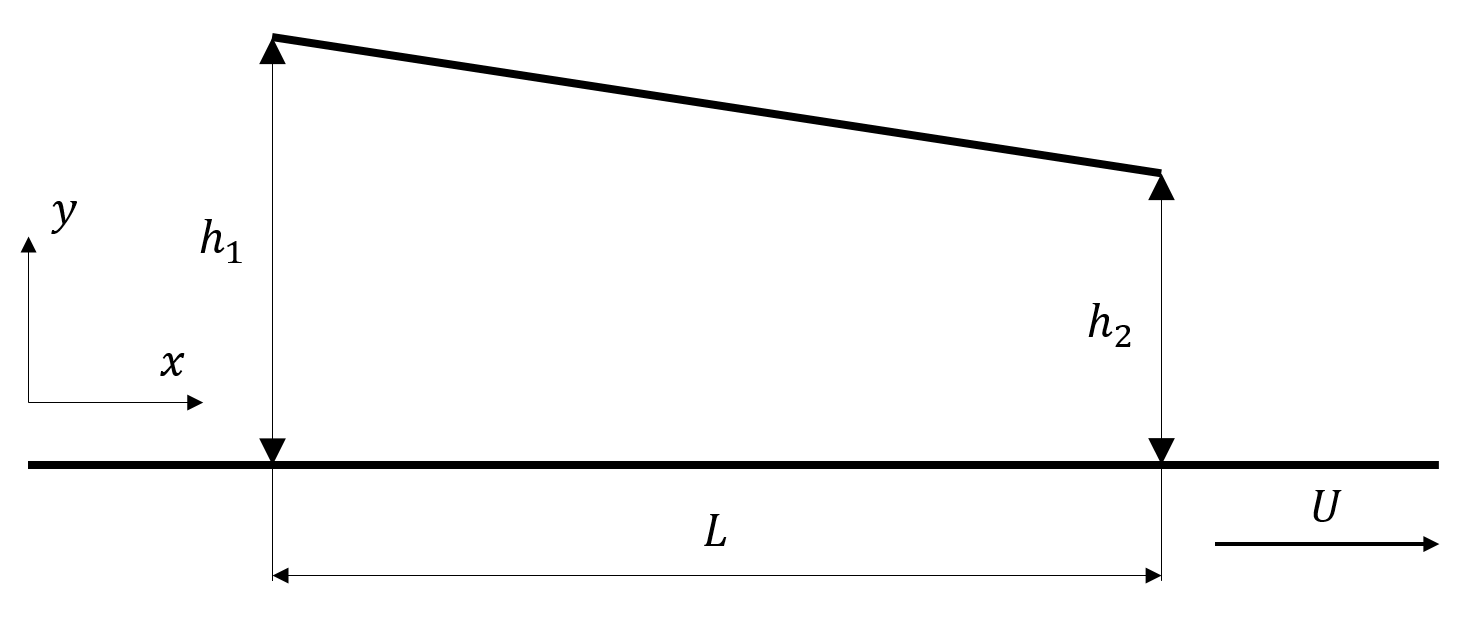 y
h₁
h₂
x
U
L